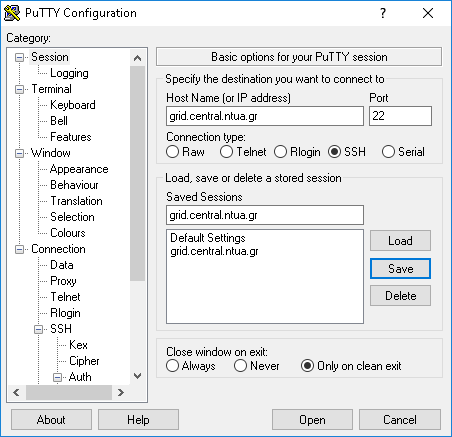 PuTTY Configuration
?
Category:
Session
Logging
Terminal
Keyboard
Bell
Features
Window
Appearance
Behaviour
Translation
Selection
Colours
Connection
Data
Proxy
Telnet
Rlogin
SSH
Kex
Cipher
Auth
Basic options for your PuTTY session
Specify the destination you want to connect to
Host Name (or IP address) Port
grid.central.ntua.gr 22
Connection type:
Raw Telnet Rlogin SSH Serial
Load, save or delete a stored session
Saved Sessions
grid.central.ntua.gr
Default Settings
grid.central.ntua.gr
Load
Save
Delete
Close window on exit:
Always Never Only on clean exit
About Help Open Cancel